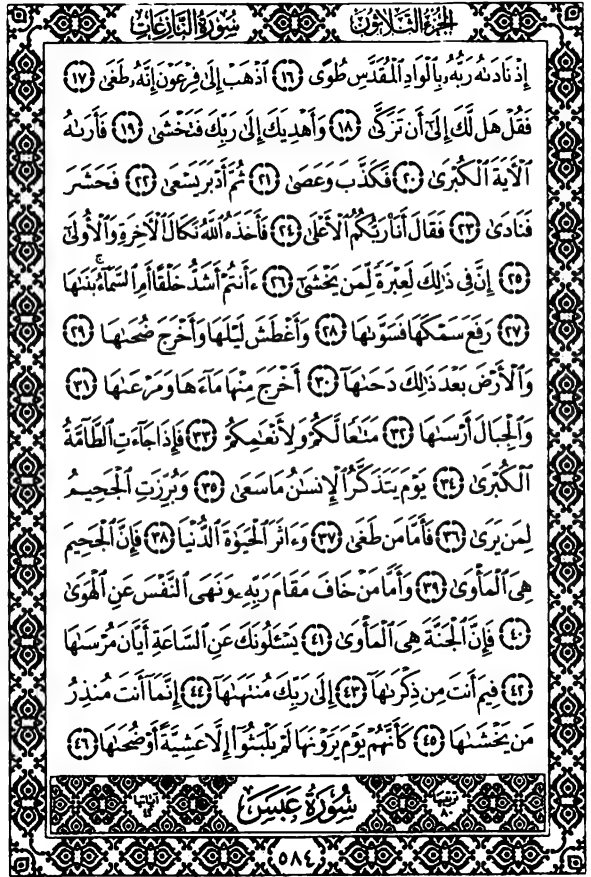 الجزء الثلاثون سورة النازعات
إِذْ نَادَىٰهُ رَبُّهُۥ بِٱلْوَادِ ٱلْمُقَدَّسِ طُوًى ١٦ ٱذْهَبْ إِلَىٰ فِرْعَوْنَ إِنَّهُۥ طَغَىٰ ١٧
فَقُلْ هَل لَّكَ إِلَىٰٓ أَن تَزَكَّىٰ ١٨ وَأَهْدِيَكَ إِلَىٰ رَبِّكَ فَتَخْشَىٰ ١٩ فَأَرَىٰهُ
ٱلْءَايَةَ ٱلْكُبْرَىٰ ٢٠ فَكَذَّبَ وَعَصَىٰ ٢١ ثُمَّ أَدْبَرَ يَسْعَىٰ ٢٢ فَحَشَرَ
فَنَادَىٰ ٢٣ فَقَالَ أَنَا۠ رَبُّكُمُ ٱلْأَعْلَىٰ ٢٤ فَأَخَذَهُ ٱللَّهُ نَكَالَ ٱلْءَاخِرَةِ وَٱلْأُولَىٰٓ
٢٥ إِنَّ فِى ذَٰلِكَ لَعِبْرَةً لِّمَن يَخْشَىٰٓ ٢٦ ءَأَنتُمْ أَشَدُّ خَلْقًا أَمِ ٱلسَّمَآءُ ۚ بَنَىٰهَا
٢٧ رَفَعَ سَمْكَهَا فَسَوَّىٰهَا ٢٨ وَأَغْطَشَ لَيْلَهَا وَأَخْرَجَ ضُحَىٰهَا ٢٩
وَٱلْأَرْضَ بَعْدَ ذَٰلِكَ دَحَىٰهَآ ٣٠ أَخْرَجَ مِنْهَا مَآءَهَا وَمَرْعَىٰهَا ٣١
وَٱلْجِبَالَ أَرْسَىٰهَا ٣٢ مَتَٰعًا لَّكُمْ وَلِأَنْعَٰمِكُمْ ٣٣ فَإِذَا جَآءَتِ ٱلطَّآمَّةُ
ٱلْكُبْرَىٰ ٣٤ يَوْمَ يَتَذَكَّرُ ٱلْإِنسَٰنُ مَا سَعَىٰ ٣٥ وَبُرِّزَتِ ٱلْجَحِيمُ
لِمَن يَرَىٰ ٣٦ فَأَمَّا مَن طَغَىٰ ٣٧ وَءَاثَرَ ٱلْحَيَوٰةَ ٱلدُّنْيَا ٣٨ فَإِنَّ ٱلْجَحِيمَ
هِىَ ٱلْمَأْوَىٰ ٣٩ وَأَمَّا مَنْ خَافَ مَقَامَ رَبِّهِۦ وَنَهَى ٱلنَّفْسَ عَنِ ٱلْهَوَىٰ
٤٠ فَإِنَّ ٱلْجَنَّةَ هِىَ ٱلْمَأْوَىٰ ٤١ يَسْـَٔلُونَكَ عَنِ ٱلسَّاعَةِ أَيَّانَ مُرْسَىٰهَا
٤٢ فِيمَ أَنتَ مِن ذِكْرَىٰهَآ ٤٣ إِلَىٰ رَبِّكَ مُنتَهَىٰهَآ ٤٤ إِنَّمَآ أَنتَ مُنذِرُ
مَن يَخْشَىٰهَا ٤٥ كَأَنَّهُمْ يَوْمَ يَرَوْنَهَا لَمْ يَلْبَثُوٓا۟ إِلَّا عَشِيَّةً أَوْ ضُحَىٰهَا ٤٦
ترتيبها ٨٠ سُورَةُ عَبَسَ آياتها ٤٢
٥٨٤